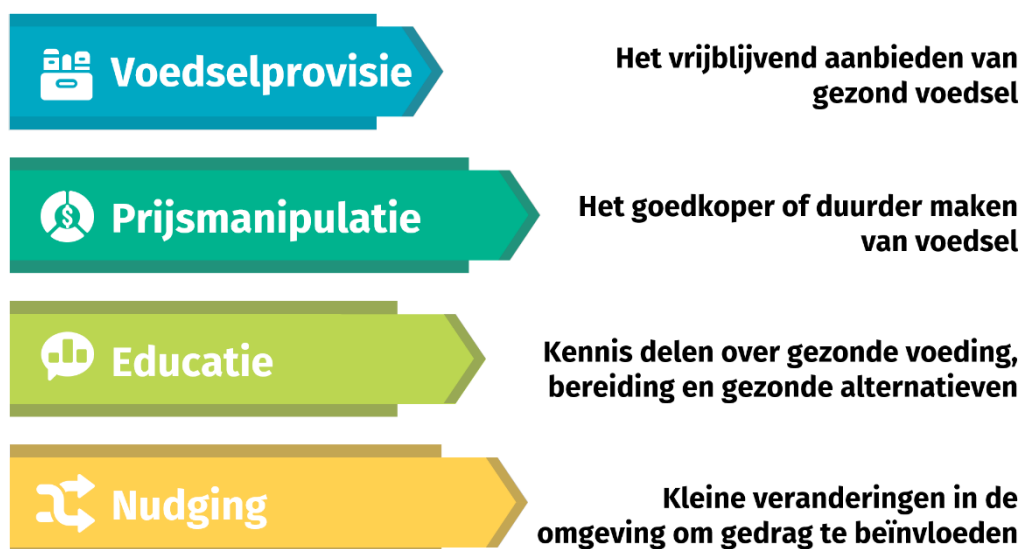 Voedselprovisie
Het vrijblijvend aanbieden van
gezond voedsel
Prijsmanipulatie
Het goedkoper of duurder maken
van voedsel
Educatie
Kennis delen over gezonde voeding,
bereiding en gezonde alternatieven
Nudging
Kleine veranderingen in de
omgeving om gedrag te beïnvloeden